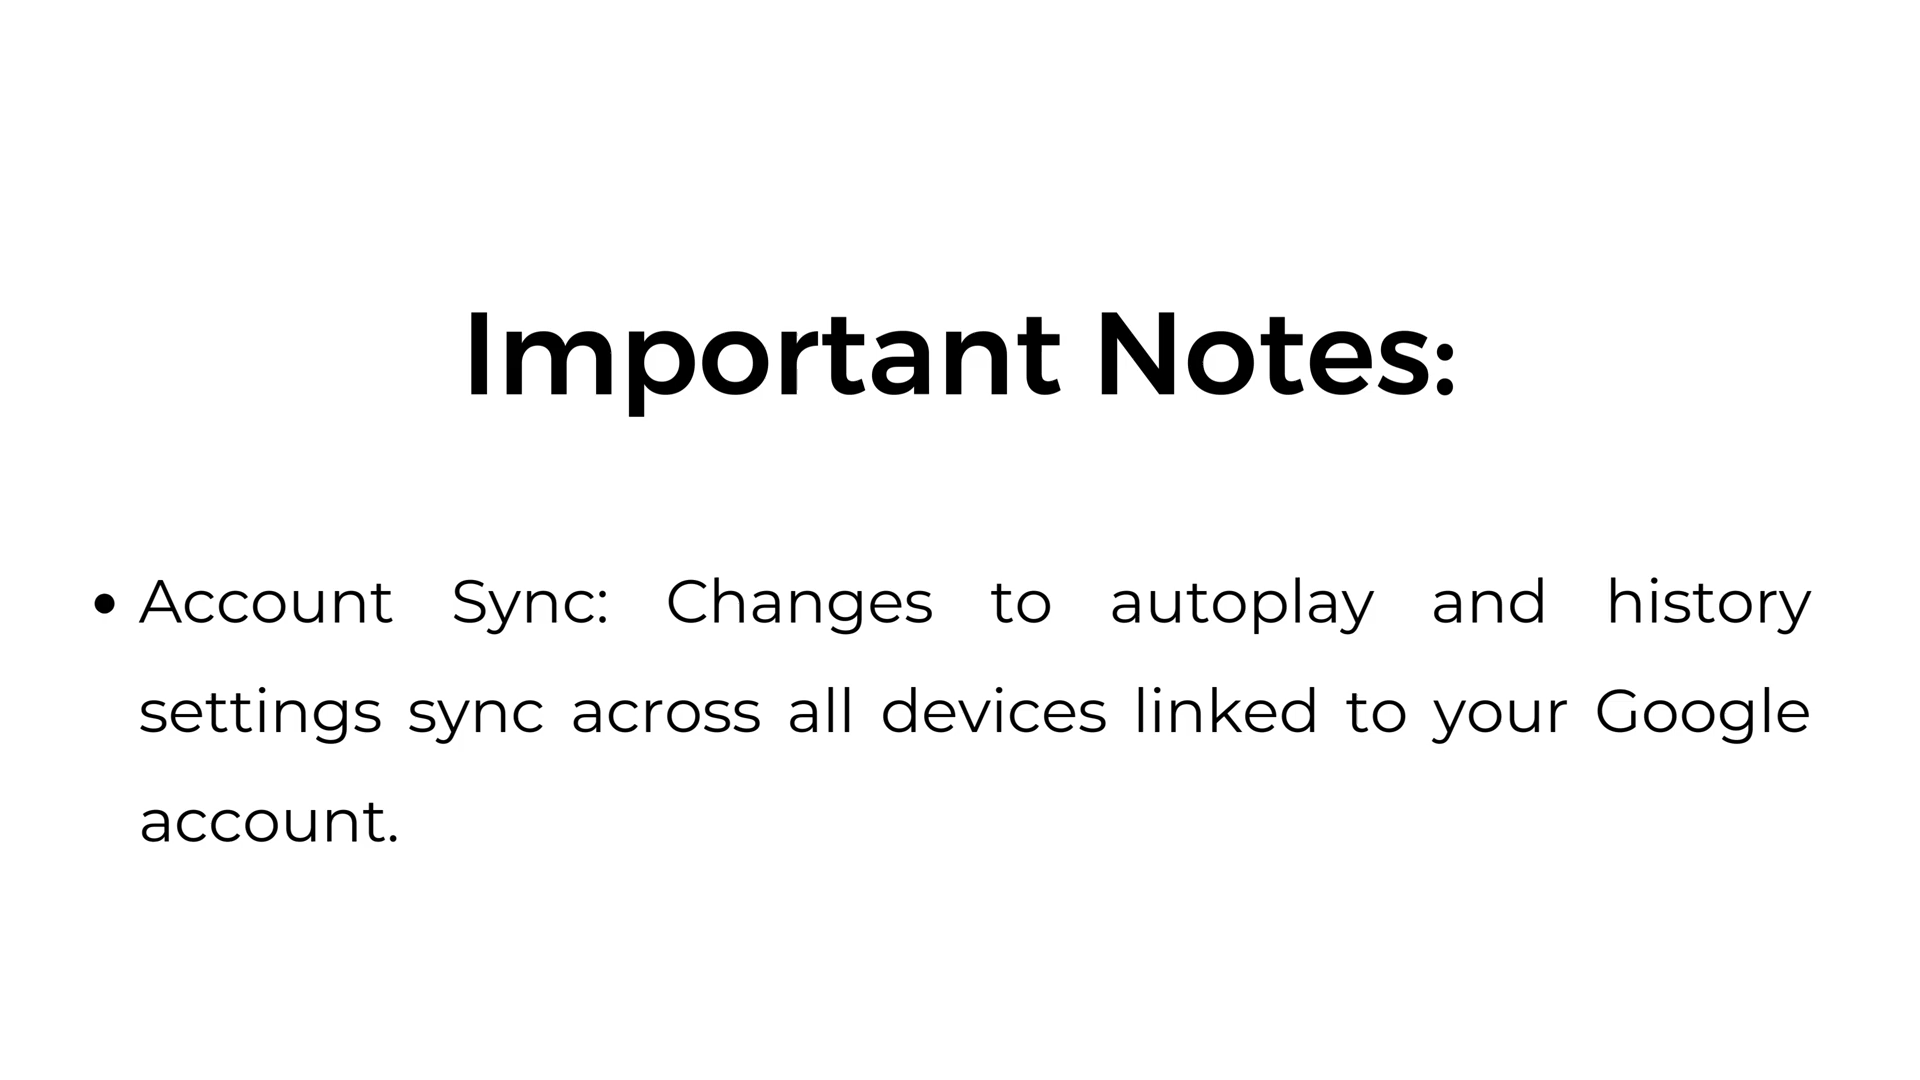 Important Notes:
• Account Sync: Changes to autoplay and history
settings sync across all devices linked to your Google
account.